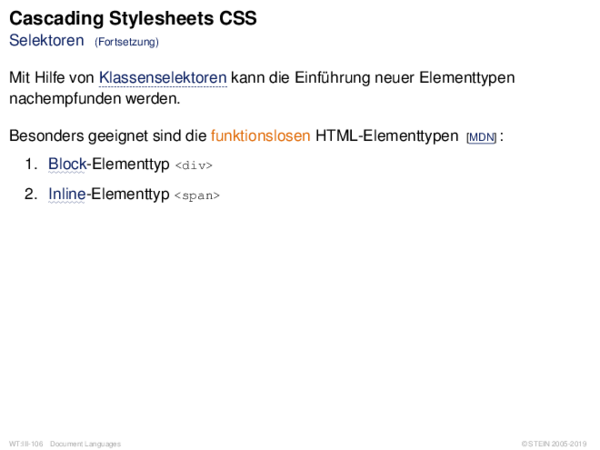 Cascading Stylesheets CSS
Selektoren (Fortsetzung)
Mit Hilfe von Klassenselektoren kann die Einführung neuer Elementtypen
nachempfunden werden.
Besonders geeignet sind die funktionslosen HTML-Elementtypen [MDN] :
1. Block-Elementtyp <div>
2. Inline-Elementtyp <span>
WT:III-106 Document Languages
© STEIN 2005-2019